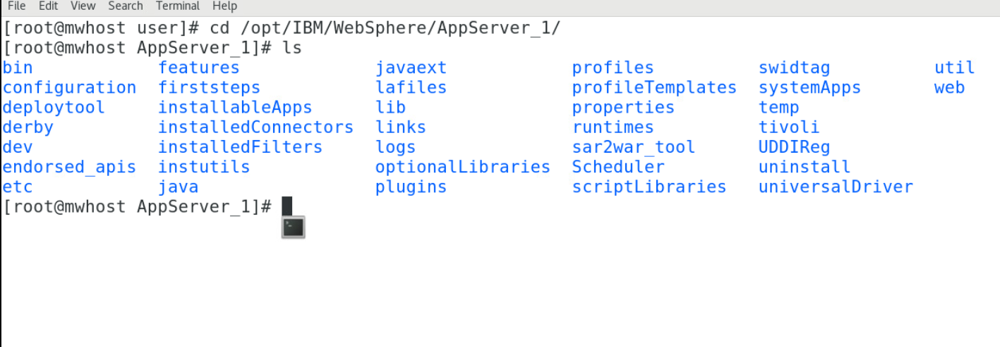 File Edit View Search Terminal Help
[root@mwhost user]# cd /opt/IBM/WebSphere/AppServer_1/
[root@mwhost AppServer_1]# ls
bin features javaext profiles swidtag util
configuration firststeps lafiles profileTemplates systemApps web
deploytool installableApps lib properties temp
derby installedConnectors links runtimes tivoli
dev installedFilters logs sar2war_tool UDDIReg
endorsed_apis instutils optionalLibraries Scheduler uninstall
etc java plugins scriptLibraries universalDriver
[root@mwhost AppServer_1]#